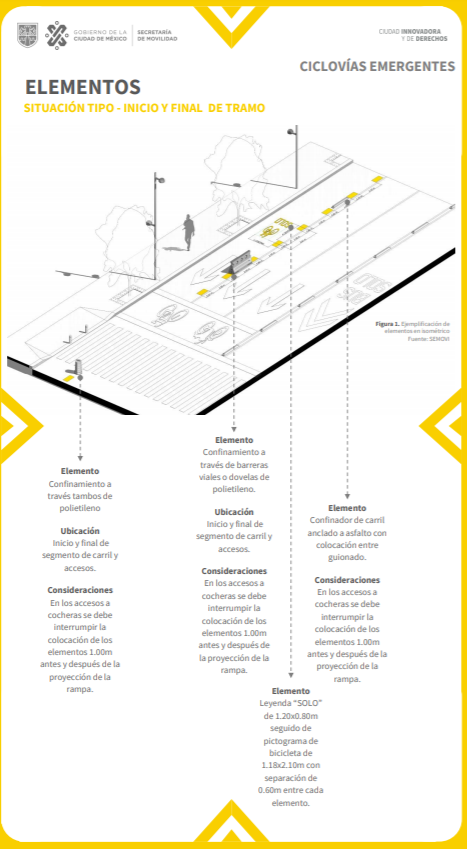 GOBIERNO DE LA
CIUDAD DE MÉXICO
SECRETARÍA
DE MOVILIDAD
CIUDAD INNOVADORA
Y DE DERECHOS
CICLOVÍAS EMERGENTES
ELEMENTOS
SITUACIÓN TIPO - INICIO Y FINAL DE TRAMO
Figura 1. Ejemplificación de
elementos en isométrico
Fuente: SEMOVI
Elemento
Confinamiento a
través tambos de
polietileno
Ubicación
Inicio y final de
segmento de carril y
accesos.
Consideraciones
En los accesos a
cocheras se debe
interrumpir la
colocación de los
elementos 1.00m
antes y después de la
proyección de la
rampa.
Elemento
Confinamiento a
través de barreras
viales o dovelas de
polietileno.
Ubicación
Inicio y final de
segmento de carril y
accesos.
Consideraciones
En los accesos a
cocheras se debe
interrumpir la
colocación de los
elementos 1.00m
antes y después de
la proyección de la
rampa.
Elemento
Leyenda “SOLO”
de 1.20x0.80m
seguido de
pictograma de
bicicleta de
1.18x2.10m con
separación de
0.60m entre cada
elemento.
Elemento
Confinador de carril
anclado a asfalto con
colocación entre
guionado.
Consideraciones
En los accesos a
cocheras se debe
interrumpir la
colocación de los
elementos 1.00m
antes y después de la
proyección de la
rampa.